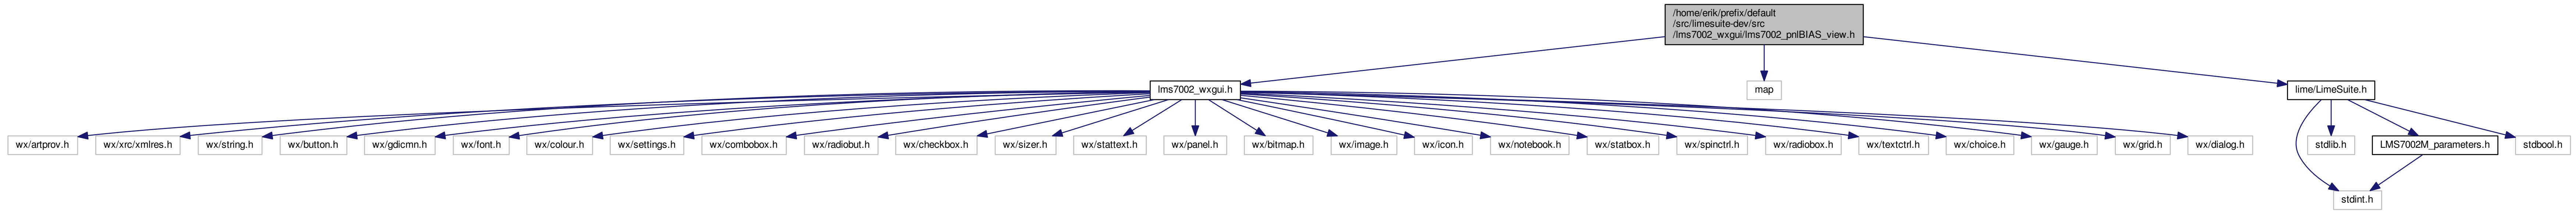 /home/erik/prefix/default
/src/limesuite-dev/src
/lms7002_wxgui/lms7002_pnlBIAS_view.h
lms7002_wxgui.h
map
lime/LimeSuite.h
wx/artprov.h
wx/xrc/xmlres.h
wx/string.h
wx/button.h
wx/gdicmn.h
wx/font.h
wx/colour.h
wx/settings.h
wx/combobox.h
wx/radiobut.h
wx/checkbox.h
wx/sizer.h
wx/stattext.h
wx/panel.h
wx/bitmap.h
wx/image.h
wx/icon.h
wx/notebook.h
wx/statbox.h
wx/spinctrl.h
wx/radiobox.h
wx/textctrl.h
wx/choice.h
wx/gauge.h
wx/grid.h
wx/dialog.h
stdlib.h
LMS7002M_parameters.h
stdbool.h
stdint.h